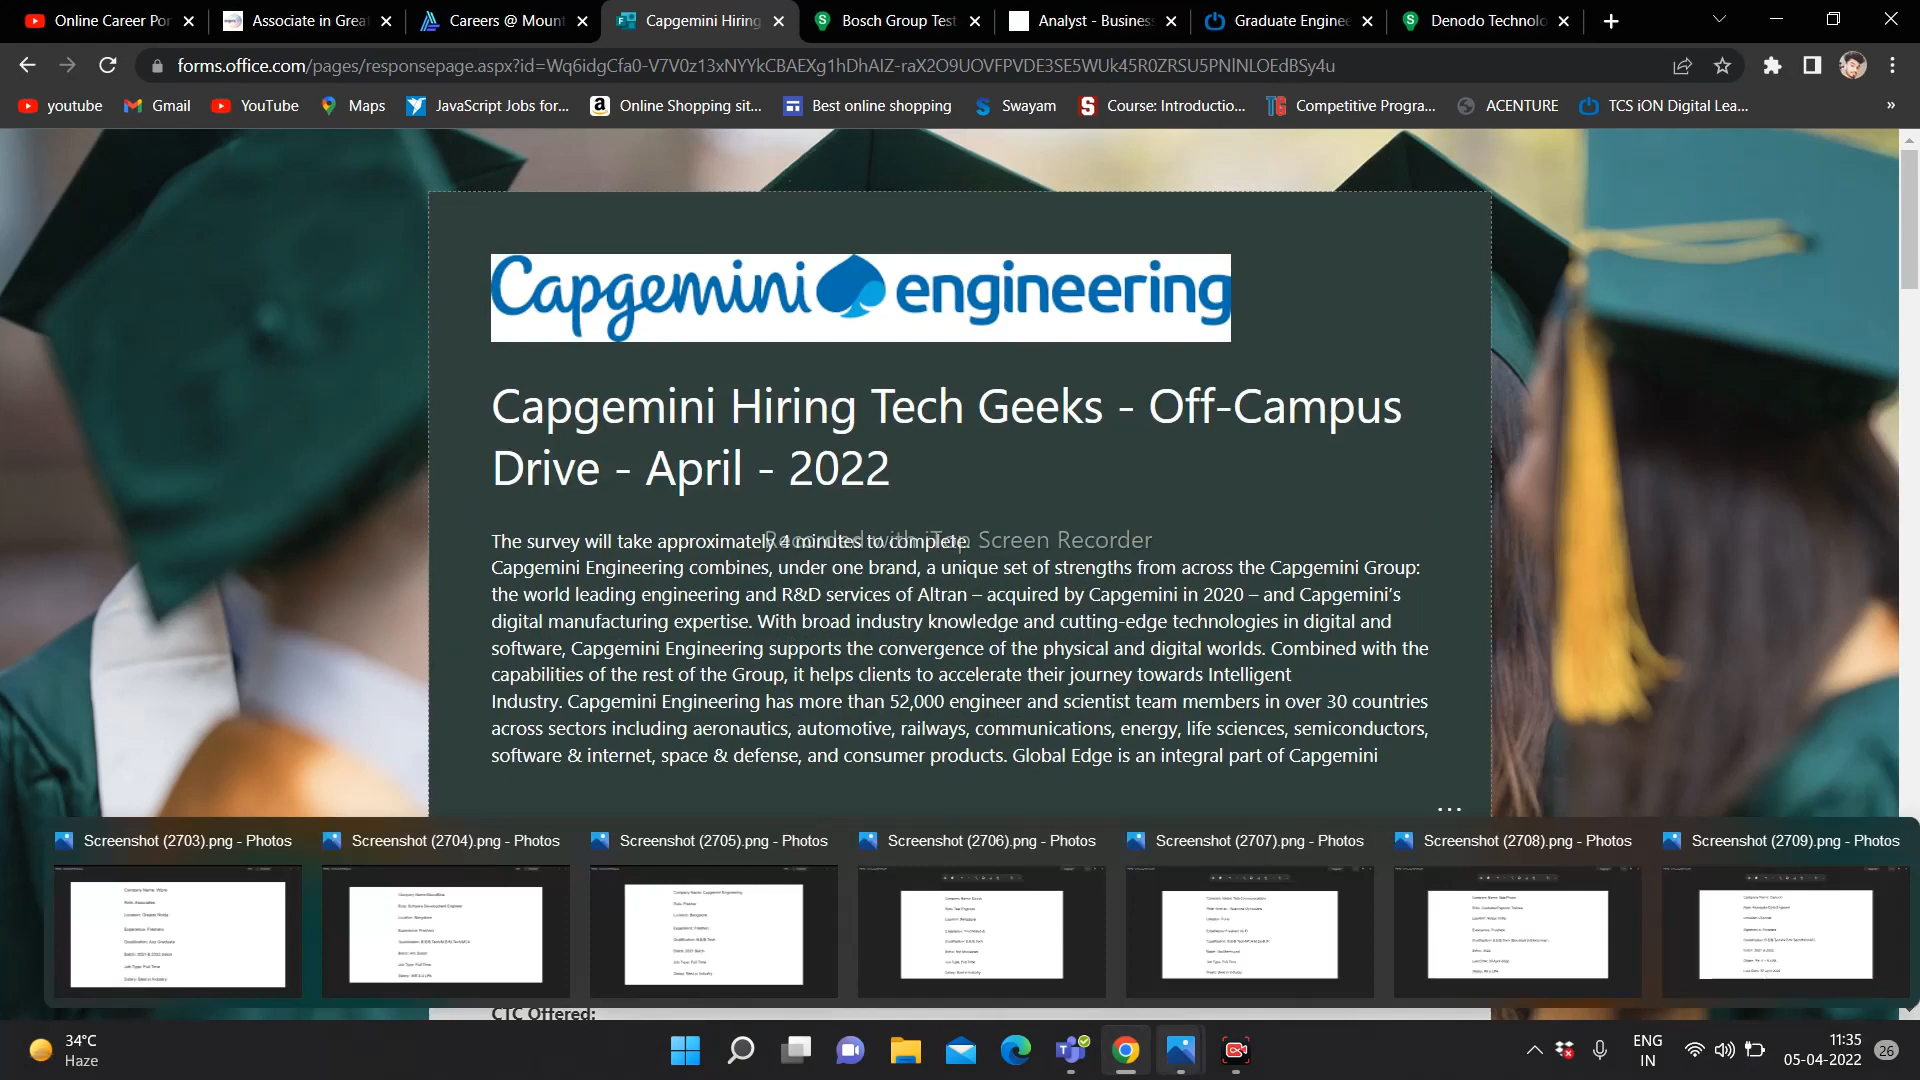 Online Career Por
Associate in Grea
Careers @ Mount
Capgemini Hiring
Bosch Group Test
Analyst - Business
Graduate Enginee
Denodo Technolo
forms.office.com/pages/responsepage.aspx?id=Wq6idgCfa0-V7V0z13xNYYkCBAEXg1hDhAIZ-raX2O9UOVFPVDE3SE5WUk45R0ZRSU5PNlNLOEdBSy4u
youtube
Gmail
YouTube
Maps
JavaScript Jobs for...
Online Shopping sit...
Best online shopping
Swayam
Course: Introductio...
Competitive Progra...
ACENTURE
TCS iON Digital Lea...
»
Capgemini engineering
Capgemini Hiring Tech Geeks - Off-Campus
Drive - April - 2022
The survey will take approximately 4 minutes to complete.
Recorded with iTop Screen Recorder
Capgemini Engineering combines, under one brand, a unique set of strengths from across the Capgemini Group:
the world leading engineering and R&D services of Altran – acquired by Capgemini in 2020 – and Capgemini's
digital manufacturing expertise. With broad industry knowledge and cutting-edge technologies in digital and
software, Capgemini Engineering supports the convergence of the physical and digital worlds. Combined with the
capabilities of the rest of the Group, it helps clients to accelerate their journey towards Intelligent
Industry. Capgemini Engineering has more than 52,000 engineer and scientist team members in over 30 countries
across sectors including aeronautics, automotive, railways, communications, energy, life sciences, semiconductors,
software & internet, space & defense, and consumer products. Global Edge is an integral part of Capgemini
...
Screenshot (2703).png - Photos
Screenshot (2704).png - Photos
Screenshot (2705).png - Photos
Screenshot (2706).png - Photos
Screenshot (2707).png - Photos
Screenshot (2708).png - Photos
Screenshot (2709).png - Photos
CTC Offered:
34°C
Haze
ENG
IN
11:35
05-04-2022
26